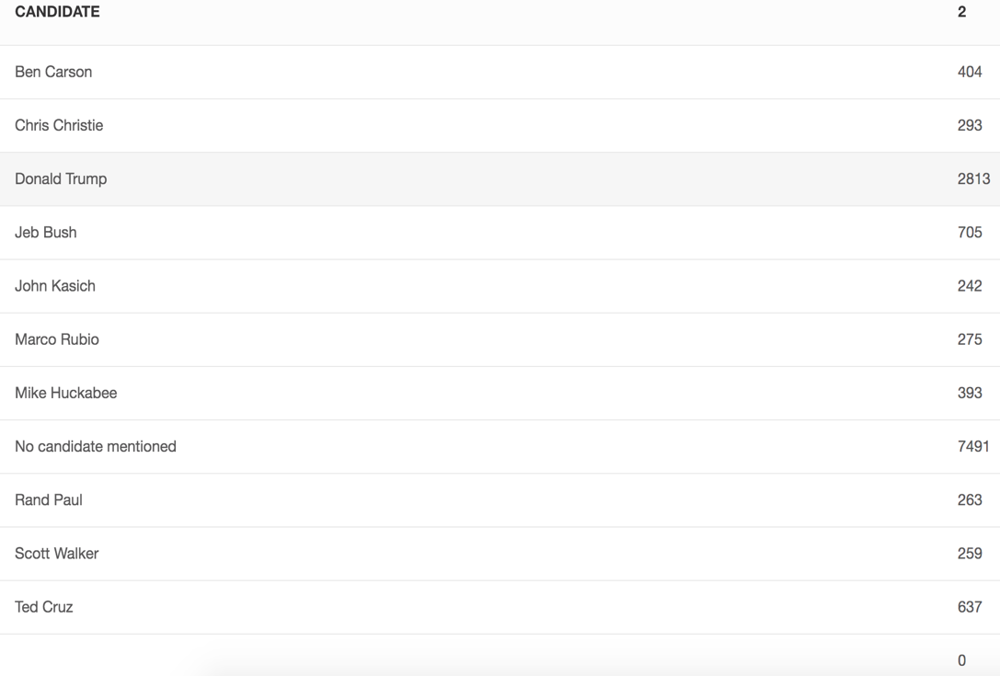 CANDIDATE 2
Ben Carson 404
Chris Christie 293
Donald Trump 2813
Jeb Bush 705
John Kasich 242
Marco Rubio 275
Mike Huckabee 393
No candidate mentioned 7491
Rand Paul 263
Scott Walker 259
Ted Cruz 637
0